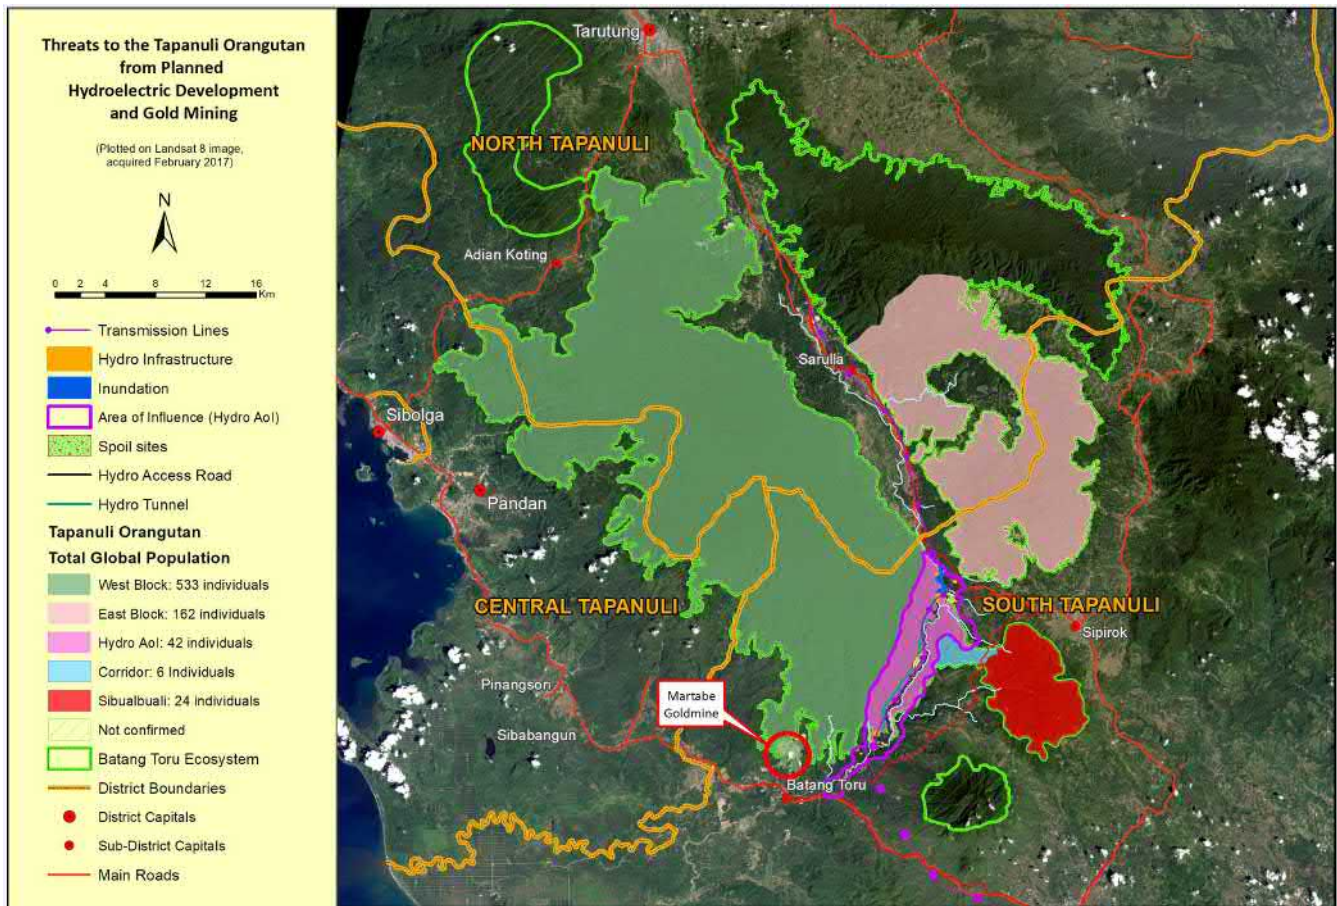 Threats to the Tapanuli Orangutan
from Planned
Hydroelectric Development
and Gold Mining
(Plotted on Landsat 8 image,
acquired February 2017)
N
0 2 4 8 12 16
Km
Transmission Lines
Hydro Infrastructure
Inundation
Area of Influence (Hydro AoI)
Spoil sites
Hydro Access Road
Hydro Tunnel
Tapanuli Orangutan
Total Global Population
West Block: 533 individuals
East Block: 162 individuals
Hydro AoI: 42 individuals
Corridor: 6 Individuals
Sibualbuali: 24 individuals
Not confirmed
Batang Toru Ecosystem
District Boundaries
District Capitals
Sub-District Capitals
Main Roads
Tarutung
NORTH TAPANULI
Adian Koting
Sarulla
Sibolga
Pandan
CENTRAL TAPANULI
SOUTH TAPANULI
Sipirok
Pinangsori
Martabe
Goldmine
Sibabangun
Batang Toru